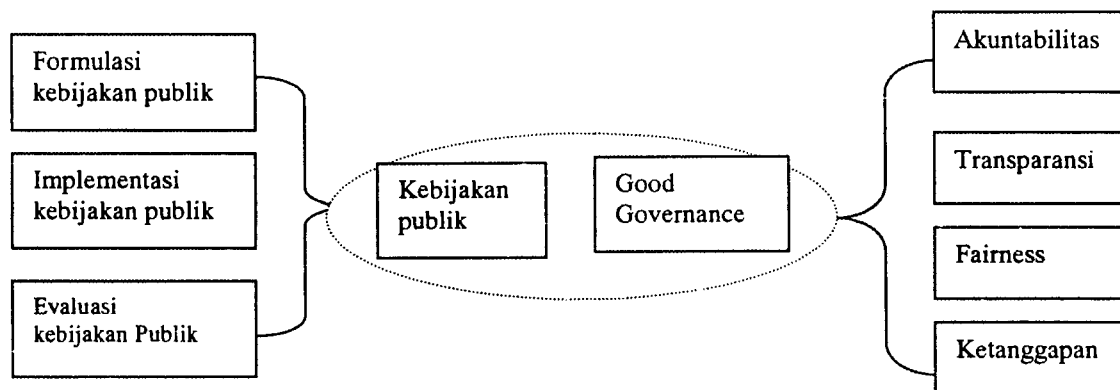 Formulasi
kebijakan publik
Implementasi
kebijakan publik
Evaluasi
kebijakan Publik
Kebijakan
publik
Good
Governance
Akuntabilitas
Transparansi
Fairness
Ketanggapan